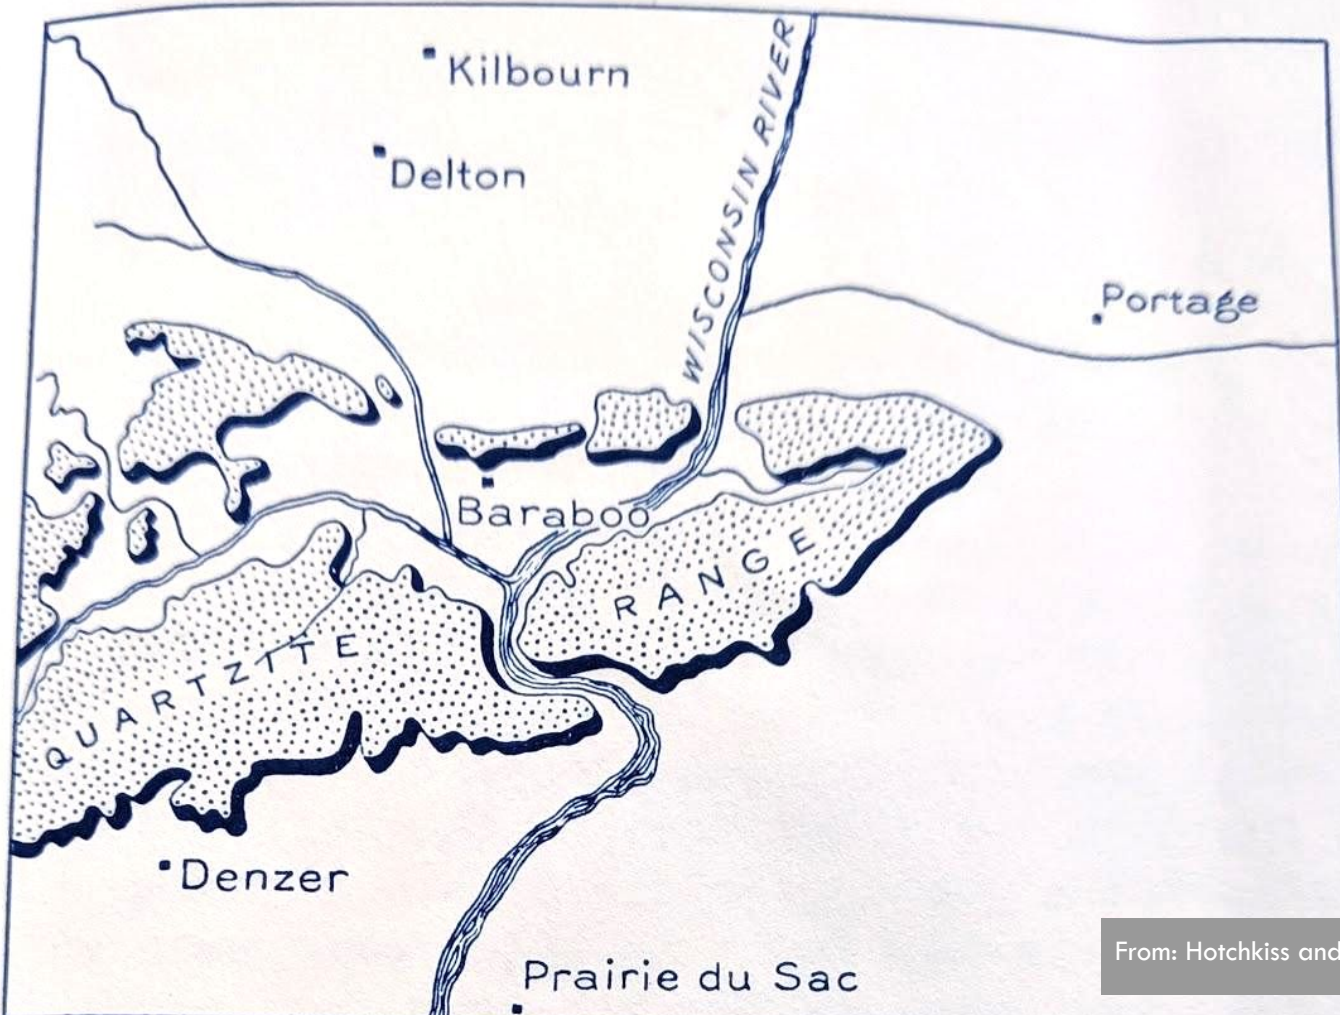 Kilbourn
WISCONSIN RIVER
Delton
Portage
Baraboo
QUARTZITE RANGE
Denzer
From: Hotchkiss and
Prairie du Sac